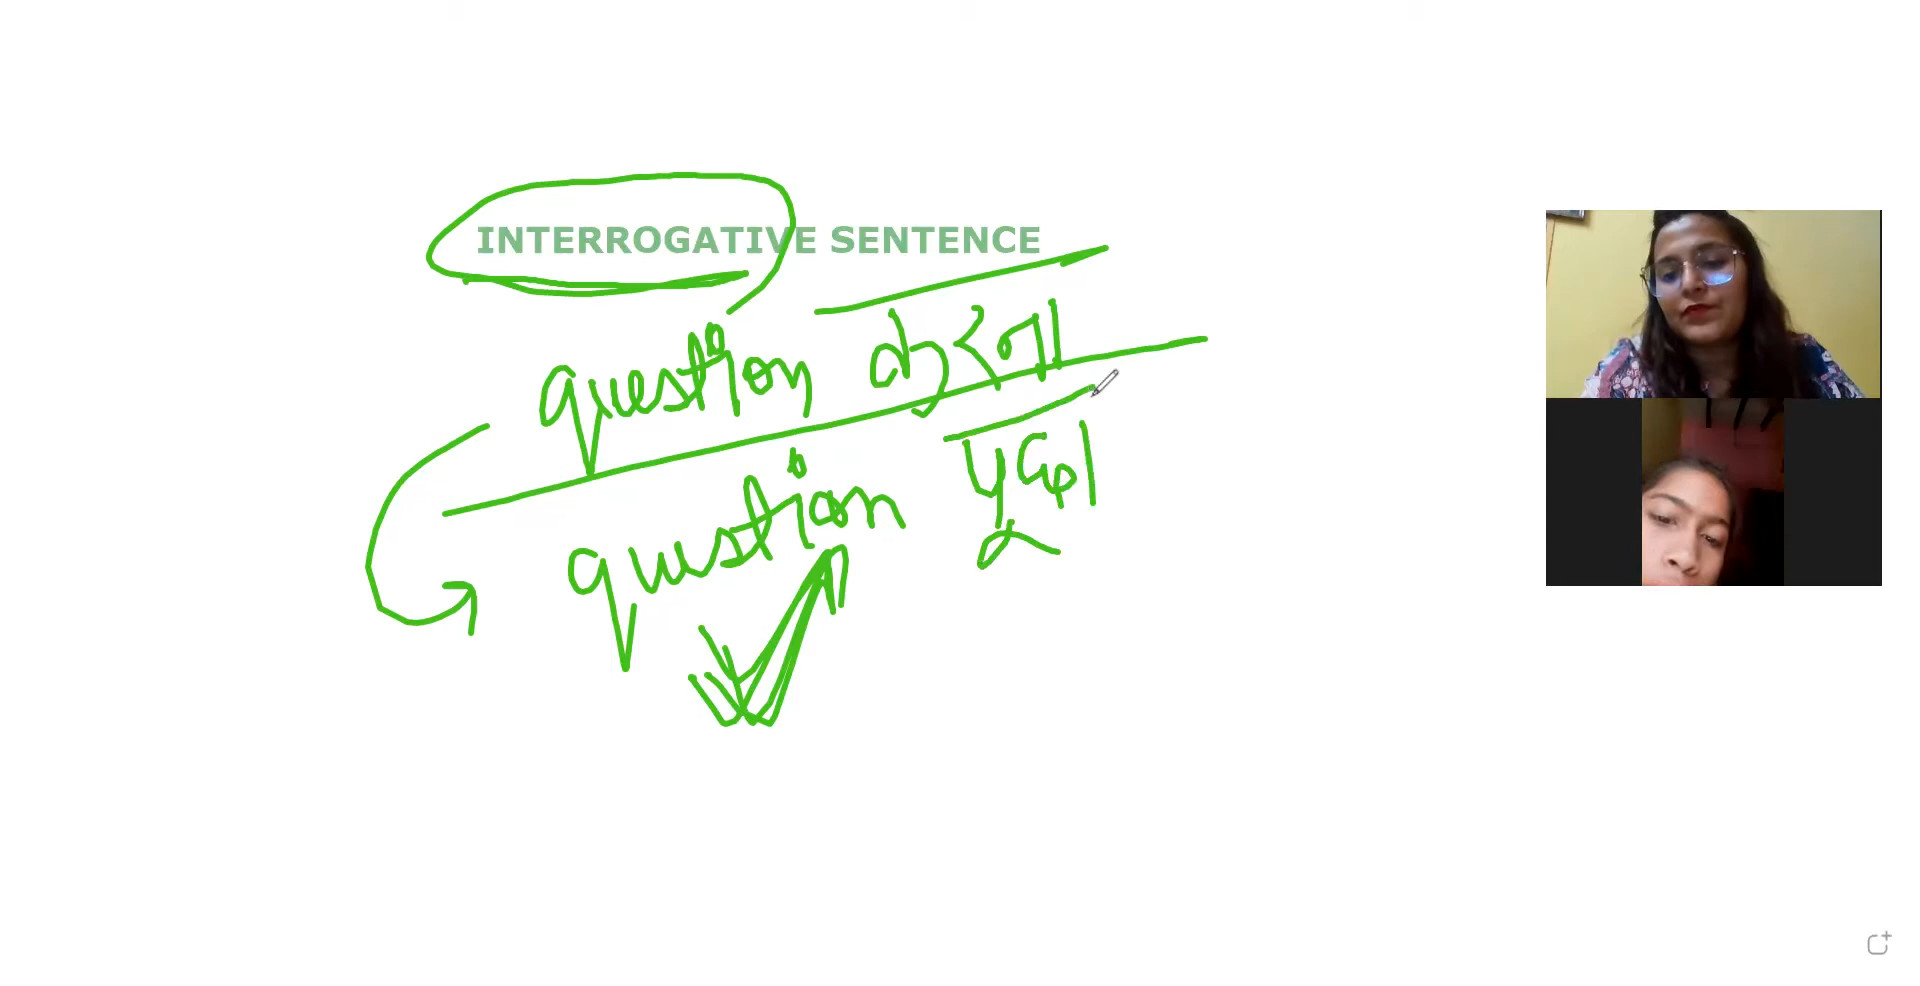 INTERROGATIVE SENTENCE
question करना
question पूछना